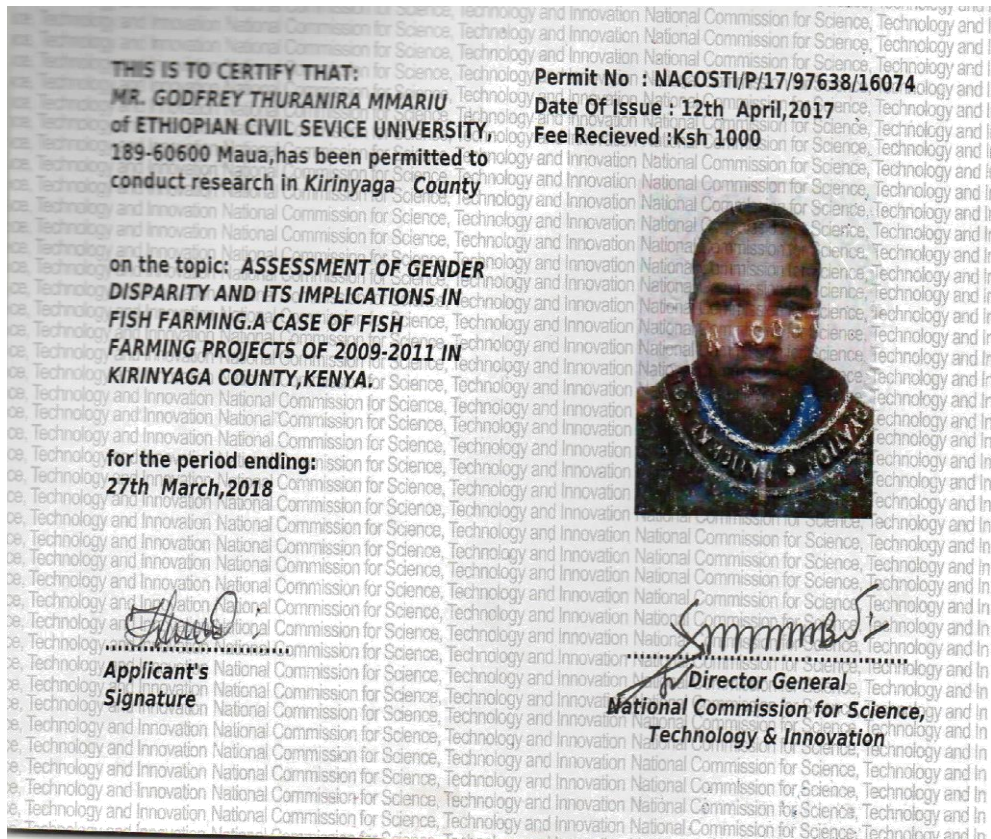 THIS IS TO CERTIFY THAT:
MR. GODFREY THURANIRA MMARIU
of ETHIOPIAN CIVIL SEVICE UNIVERSITY,
189-60600 Maua,has been permitted to
conduct research in Kirinyaga County
on the topic: ASSESSMENT OF GENDER
DISPARITY AND ITS IMPLICATIONS IN
FISH FARMING.A CASE OF FISH
FARMING PROJECTS OF 2009-2011 IN
KIRINYAGA COUNTY,KENYA.
for the period ending:
27th March,2018
Applicant's
Signature
Permit No : NACOSTI/P/17/97638/16074
Date Of Issue : 12th April,2017
Fee Recieved :Ksh 1000
Director General
National Commission for Science,
Technology & Innovation